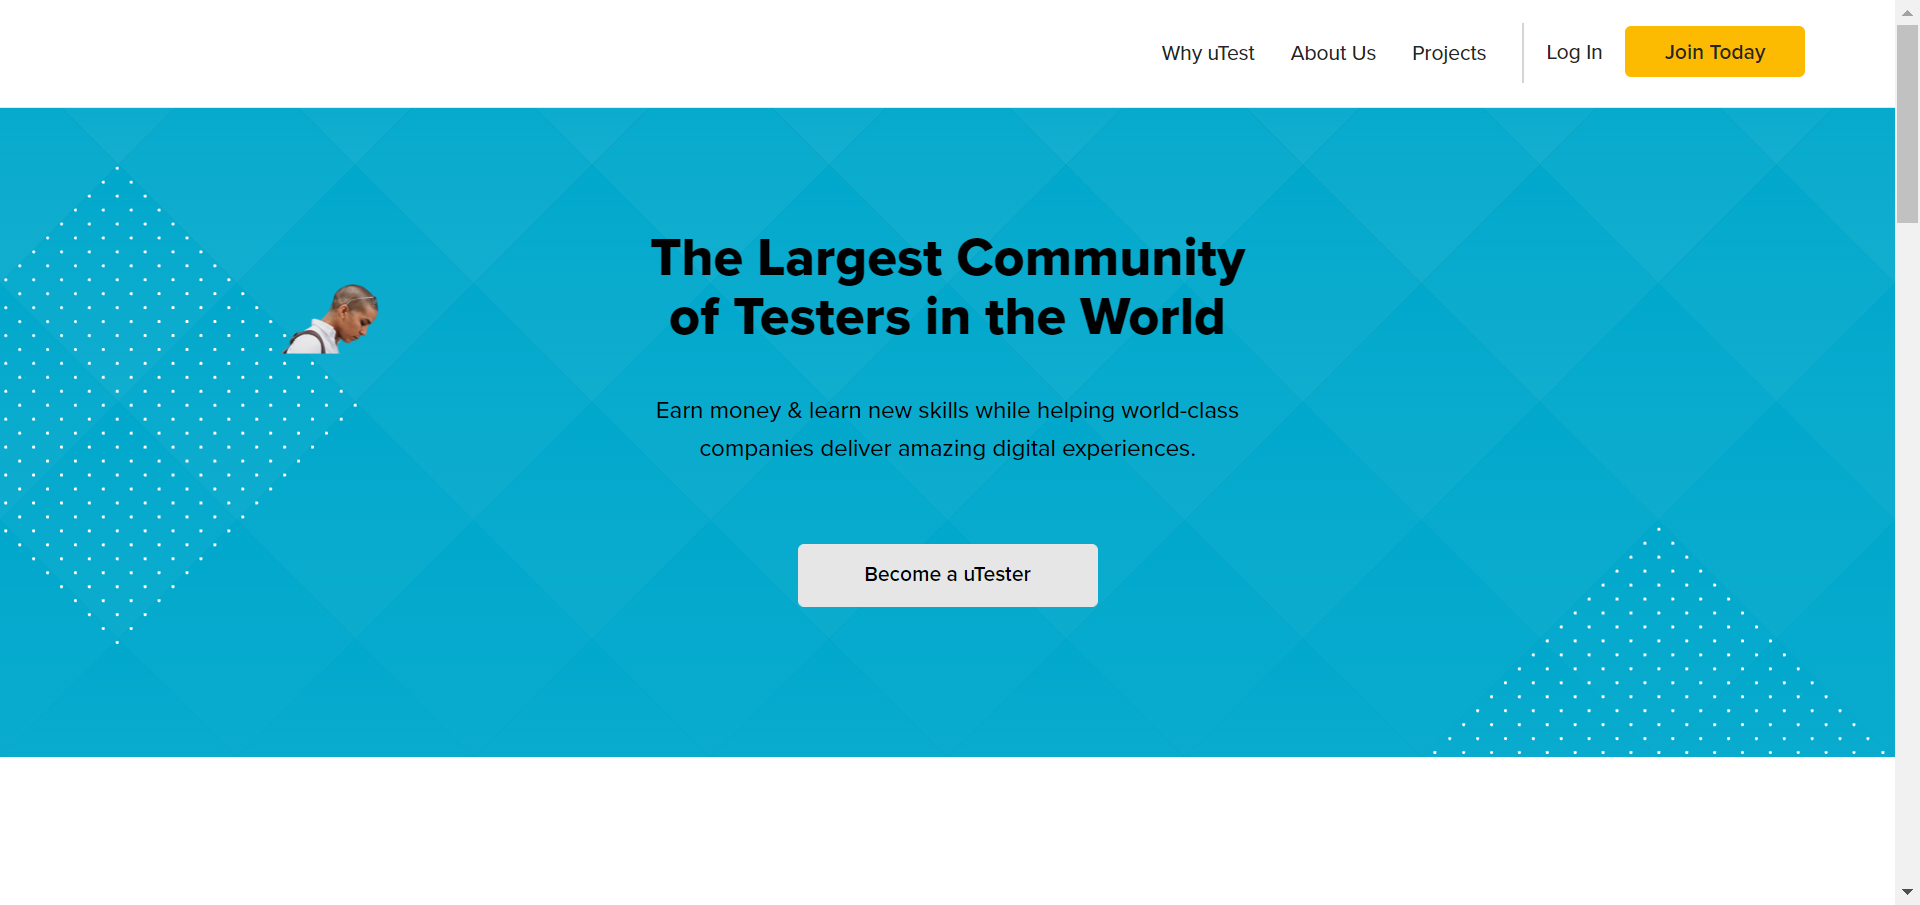 Why uTest
About Us
Projects
Log In
Join Today
The Largest Community
of Testers in the World
Earn money & learn new skills while helping world-class
companies deliver amazing digital experiences.
Become a uTester